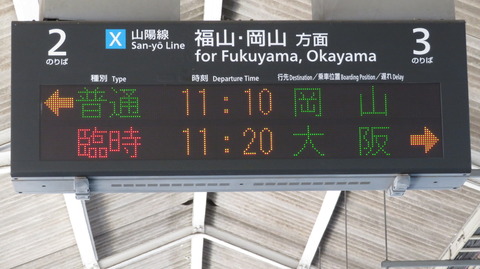 2
のりば
X 山陽線
San-yō Line
福山・岡山 方面
for Fukuyama, Okayama
3
のりば
種別 Type 時刻 Departure Time 行先 Destination／乗車位置 Boarding Position／遅れ Delay
← 普通 11:10 岡山
臨時 11:20 大阪 →